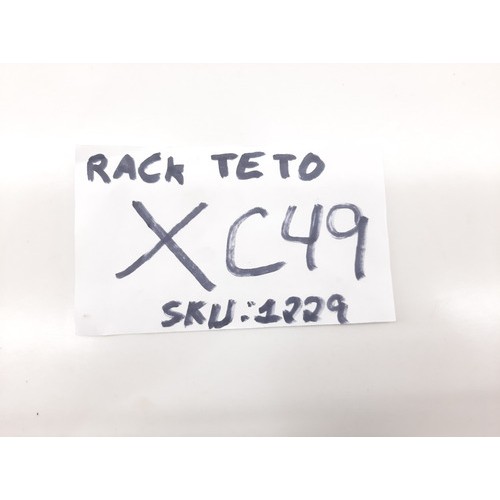 RACK TETO
XC49
SKU:1229